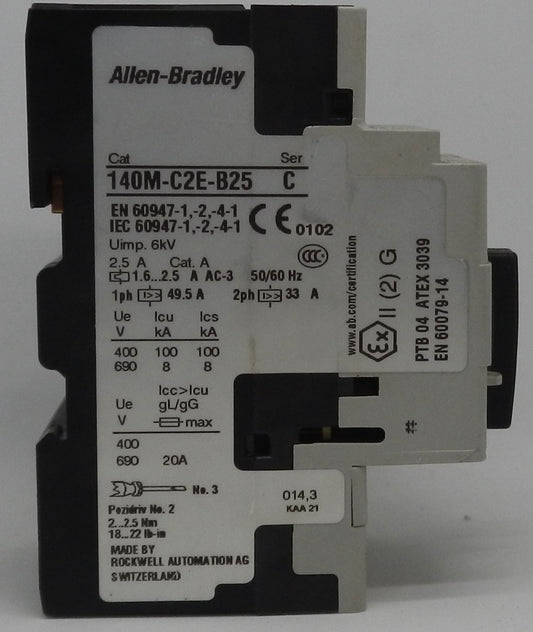 Allen-Bradley
Cat Ser
140M-C2E-B25 C
EN 60947-1,-2,-4-1
IEC 60947-1,-2,-4-1
CE 0102
Uimp. 6kV
CCC
2.5 A Cat. A
1.6...2.5 A AC-3 50/60 Hz
1ph I>> 49.5 A 2ph I>> 33 A
Ue Icu Ics
V kA kA
400 100 100
690 8 8
Icc>Icu
Ue gL/gG
V max
400
690 20A
No. 3
Pozidriv No. 2
2...2.5 Nm
18...22 lb-in
MADE BY
ROCKWELL AUTOMATION AG
SWITZERLAND
014,3
KAA 21
www.ab.com/certification
Ex II (2) G
PTB 04 ATEX 3039
EN 60079-14
#